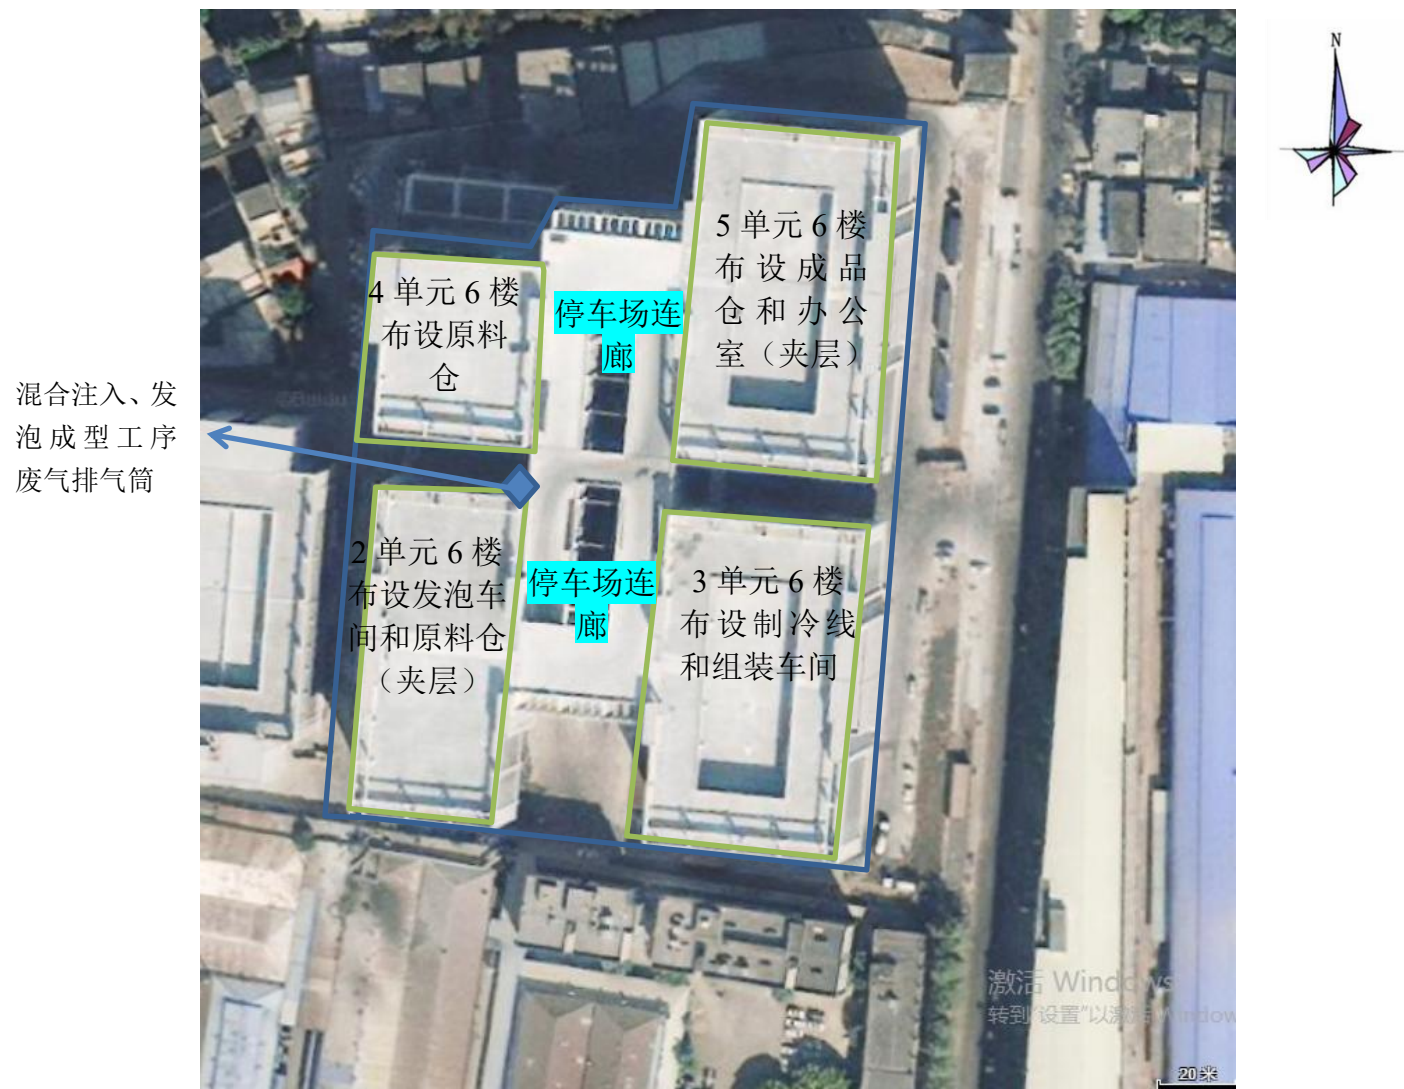 N
5 单元 6 楼
布设成品
仓和办公
室（夹层）
4 单元 6 楼
布设原料
仓
停车场连
廊
混合注入、发
泡成型工序
废气排气筒
©Baidu
2 单元 6 楼
布设发泡车
间和原料仓
（夹层）
停车场连
廊
3 单元 6 楼
布设制冷线
和组装车间
激活 Windows
转到"设置"以激活 Window
20 米